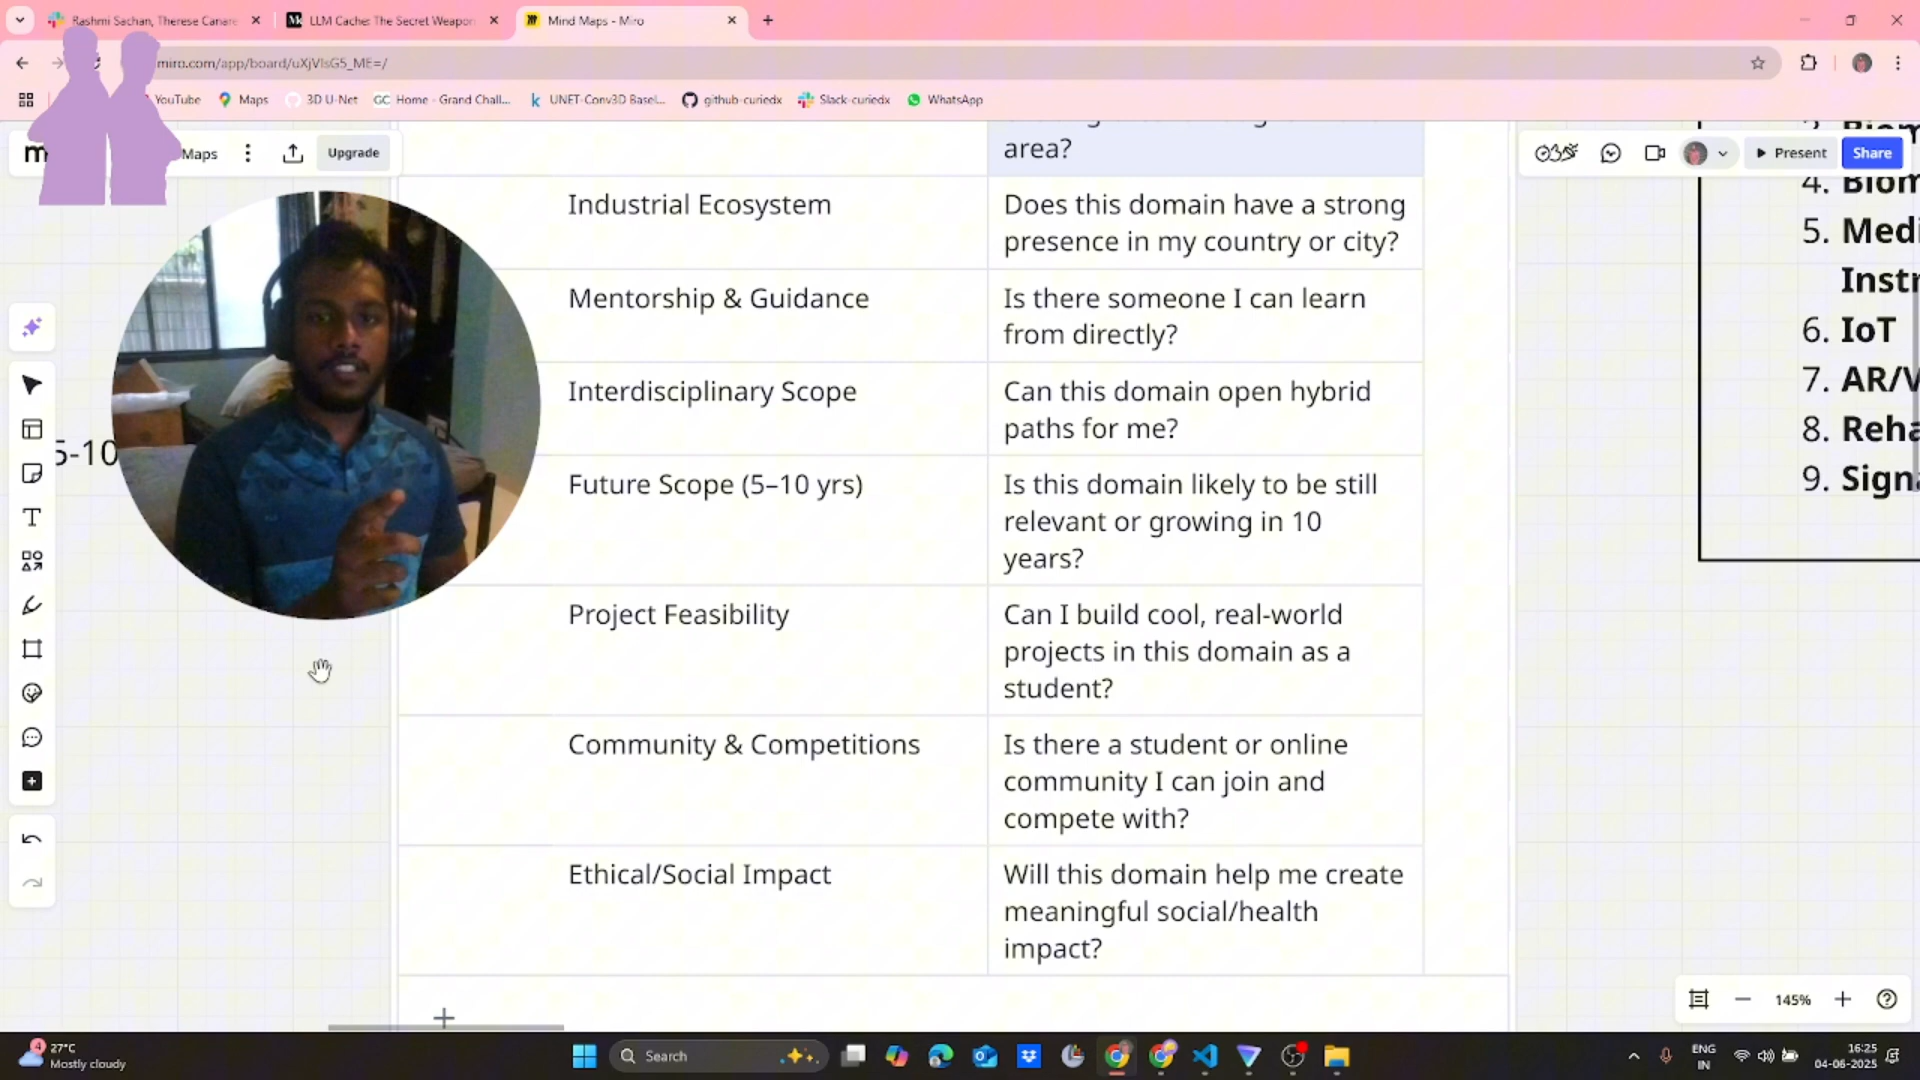 Rashmi Sachan, Therese Canare
LLM Cache: The Secret Weapon
Mind Maps - Miro
miro.com/app/board/uXjVIsG5_ME=/
YouTube
Maps
3D U-Net
GC Home - Grand Chall...
k UNET-Conv3D Basel...
github-curiedx
Slack-curiedx
WhatsApp
m
Maps
Upgrade
Present
Share
area?
Industrial Ecosystem
Does this domain have a strong
presence in my country or city?
Mentorship & Guidance
Is there someone I can learn
from directly?
Interdisciplinary Scope
Can this domain open hybrid
paths for me?
Future Scope (5–10 yrs)
Is this domain likely to be still
relevant or growing in 10
years?
Project Feasibility
Can I build cool, real-world
projects in this domain as a
student?
Community & Competitions
Is there a student or online
community I can join and
compete with?
Ethical/Social Impact
Will this domain help me create
meaningful social/health
impact?
5-10
4. Biom
5. Medi
Instr
6. IoT
7. AR/V
8. Reha
9. Signa
145%
4
27°C
Mostly cloudy
Search
ENG
IN
16:25
04-06-2025